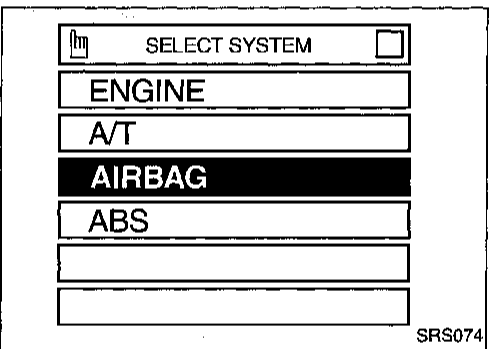 SELECT SYSTEM
ENGINE
A/T
AIRBAG
ABS
SRS074